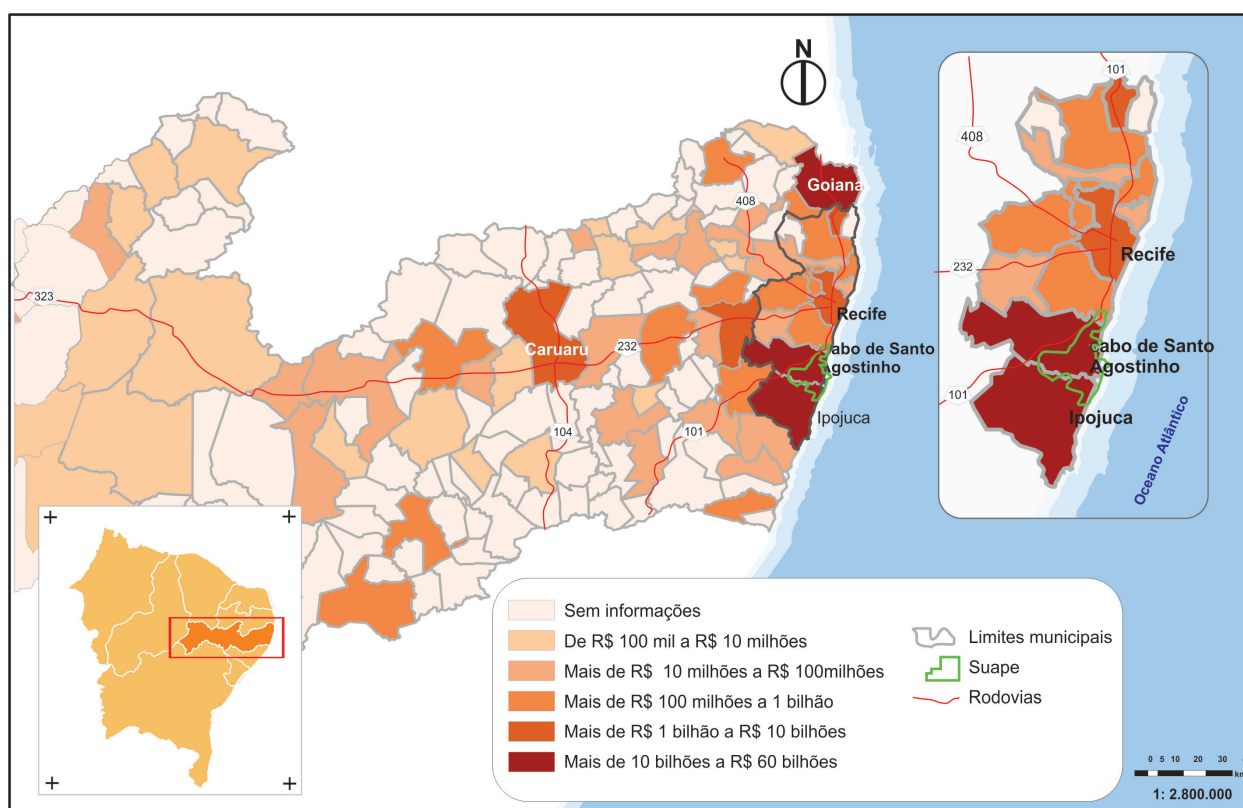 N
Goiana
408
323
Recife
Caruaru
232
Cabo de Santo
Agostinho
Ipojuca
104
101
101
408
232
Recife
Cabo de Santo
Agostinho
101
Ipojuca
Oceano Atlântico
Sem informações
De R$ 100 mil a R$ 10 milhões
Mais de R$ 10 milhões a R$ 100milhões
Mais de R$ 100 milhões a 1 bilhão
Mais de R$ 1 bilhão a R$ 10 bilhões
Mais de 10 bilhões a R$ 60 bilhões
Limites municipais
Suape
Rodovias
0 5 10 20 30
km
1: 2.800.000